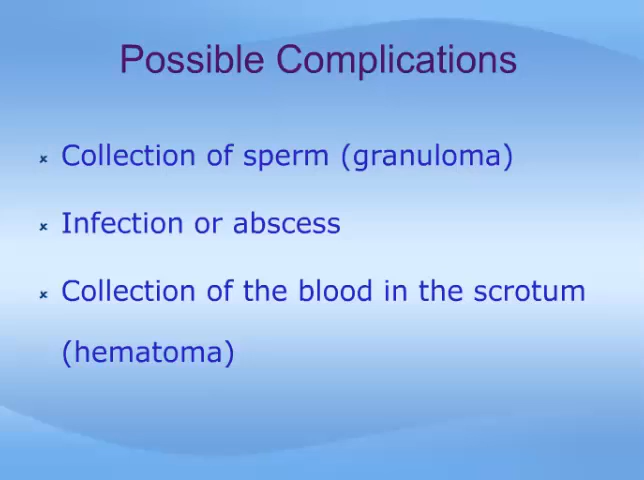 Possible Complications
Collection of sperm (granuloma)
Infection or abscess
Collection of the blood in the scrotum
(hematoma)